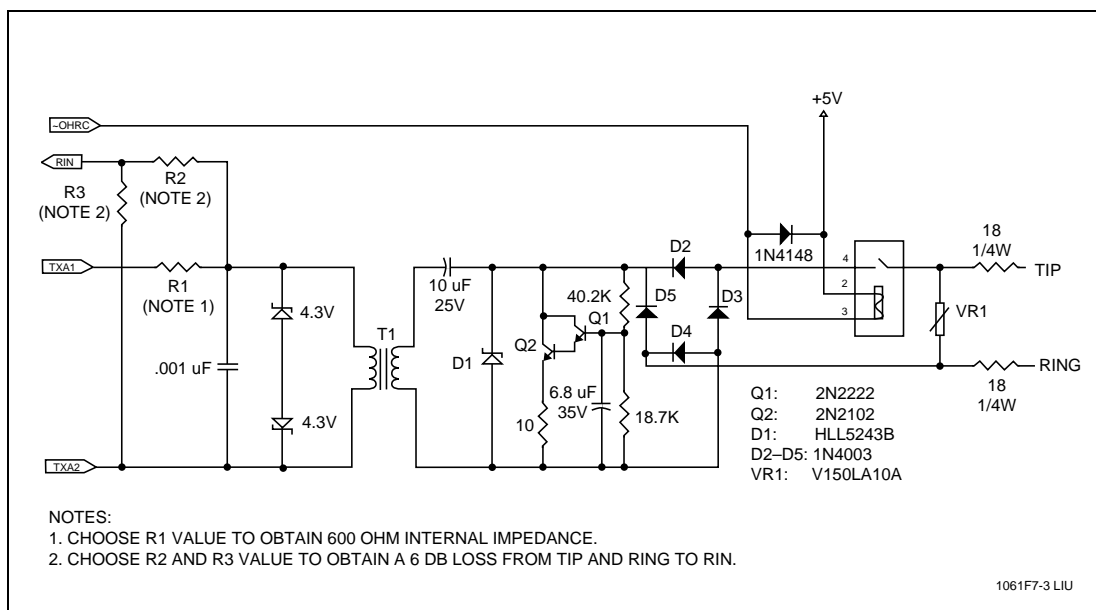 +5V
~OHRC
RIN
R2
(NOTE 2)
R3
(NOTE 2)
18
1/4W
D2
1N4148
4
TIP
TXA1
R1
(NOTE 1)
10 uF
25V
40.2K
D5
D3
2
4.3V
Q1
3
VR1
T1
Q2
D4
D1
RING
.001 uF
6.8 uF
35V
18.7K
18
1/4W
4.3V
10
Q1: 2N2222
Q2: 2N2102
D1: HLL5243B
D2–D5: 1N4003
VR1: V150LA10A
TXA2
NOTES:
1. CHOOSE R1 VALUE TO OBTAIN 600 OHM INTERNAL IMPEDANCE.
2. CHOOSE R2 AND R3 VALUE TO OBTAIN A 6 DB LOSS FROM TIP AND RING TO RIN.
1061F7-3 LIU